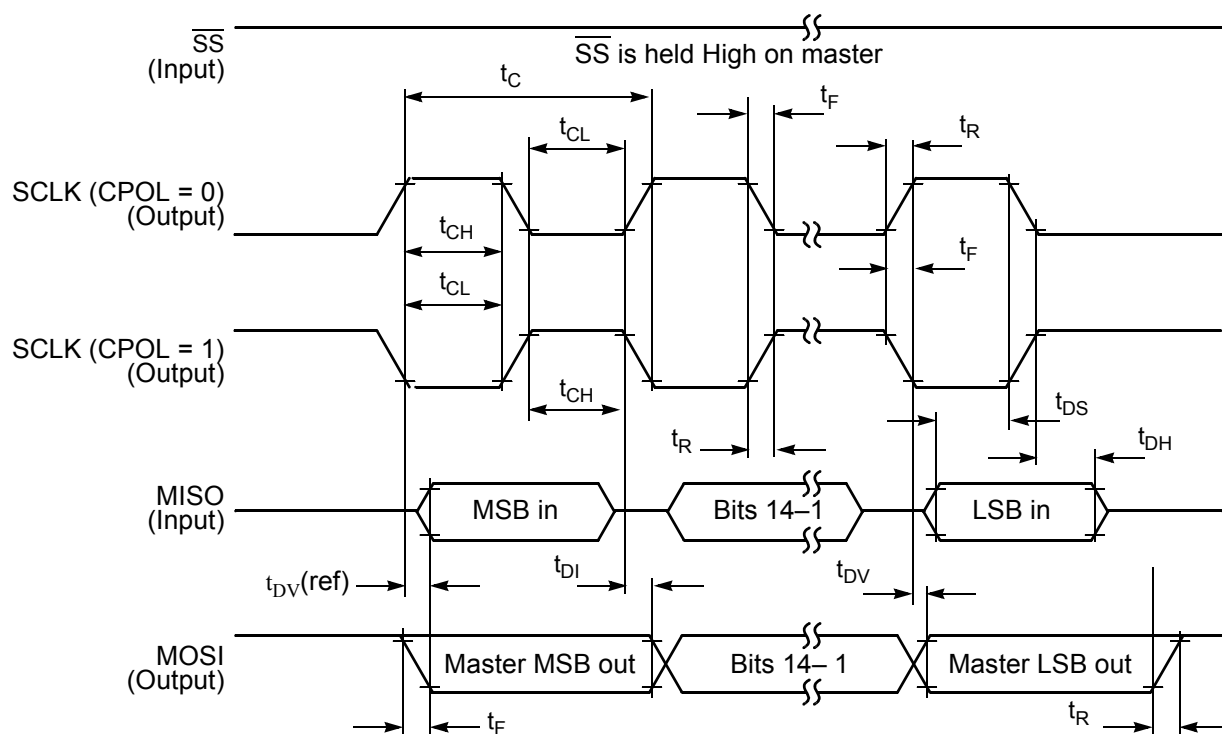 SS
(Input)
SS is held High on master
tC
tF
tCL
tR
SCLK (CPOL = 0)
(Output)
tCH
tF
tCL
SCLK (CPOL = 1)
(Output)
tCH
tDS
tR
tDH
MISO
(Input)
MSB in
Bits 14–1
LSB in
tDV(ref)
tDI
tDV
MOSI
(Output)
Master MSB out
Bits 14– 1
Master LSB out
tF
tR